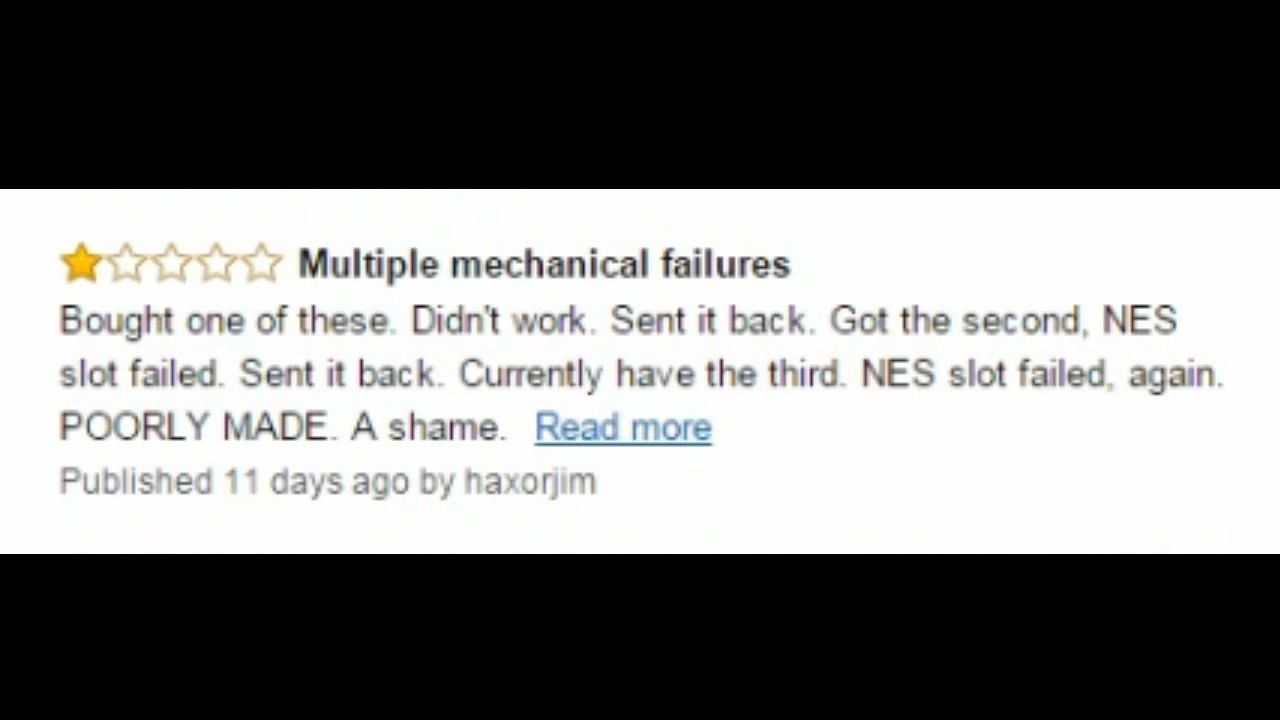 Multiple mechanical failures
Bought one of these. Didn't work. Sent it back. Got the second, NES
slot failed. Sent it back. Currently have the third. NES slot failed, again.
POORLY MADE. A shame. Read more
Published 11 days ago by haxorjim